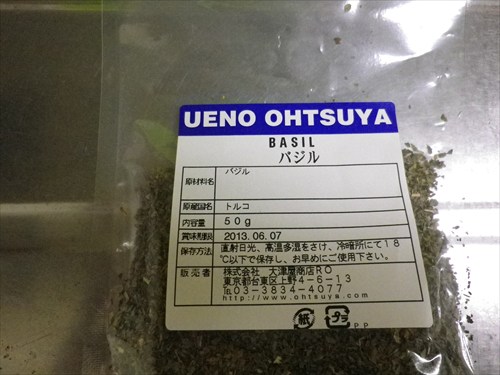 UENO OHTSUYA
BASIL
バジル
原材料名 バジル
原産国名 トルコ
内容量 50g
賞味期限 2013.06.07
保存方法 直射日光、高温多湿をさけ、冷暗所にて18
℃以下で保存し、お早めにご使用下さい。
販売者 株式会社 大津屋商店RO
東京都台東区上野4-6-13
TEL 03-3834-4077
http://www.ohtsuya.com/
紙 プラ
PP